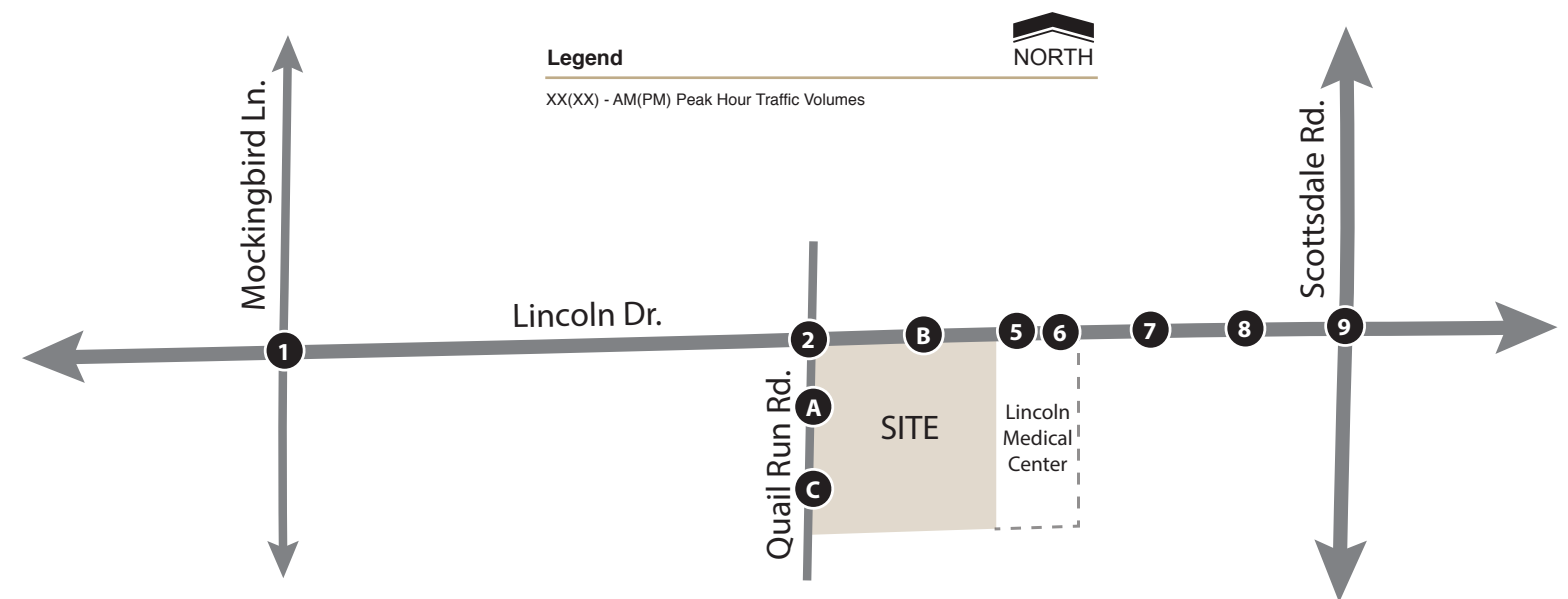 Legend
NORTH
XX(XX) - AM(PM) Peak Hour Traffic Volumes
Mockingbird Ln.
Scottsdale Rd.
Lincoln Dr.
1
2
B
5
6
7
8
9
Quail Run Rd.
A
C
SITE
Lincoln
Medical
Center